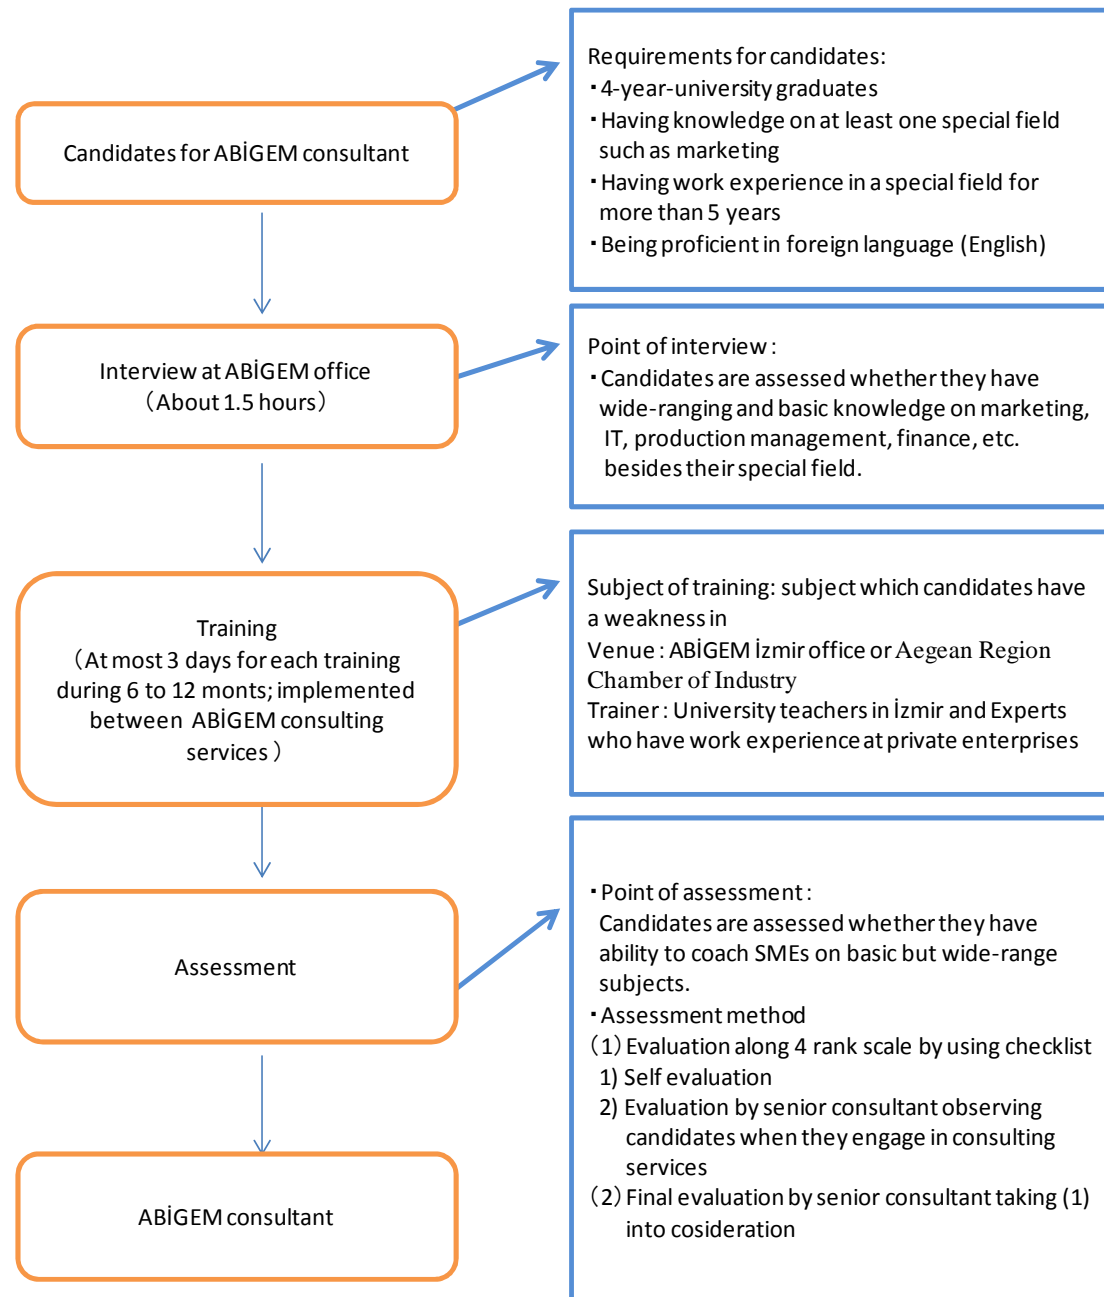 Candidates for ABİGEM consultant
Requirements for candidates:
・4-year-university graduates
・Having knowledge on at least one special field
such as marketing
・Having work experience in a special field for
more than 5 years
・Being proficient in foreign language (English)
Interview at ABİGEM office
（About 1.5 hours）
Point of interview :
・Candidates are assessed whether they have
wide-ranging and basic knowledge on marketing,
IT, production management, finance, etc.
besides their special field.
Training
（At most 3 days for each training
during 6 to 12 monts; implemented
between ABİGEM consulting
services）
Subject of training: subject which candidates have
a weakness in
Venue : ABİGEM İzmir office or Aegean Region
Chamber of Industry
Trainer : University teachers in İzmir and Experts
who have work experience at private enterprises
Assessment
・Point of assessment :
Candidates are assessed whether they have
ability to coach SMEs on basic but wide-range
subjects.
・Assessment method
（1）Evaluation along 4 rank scale by using checklist
1) Self evaluation
2) Evaluation by senior consultant observing
candidates when they engage in consulting
services
（2）Final evaluation by senior consultant taking (1)
into cosideration
ABİGEM consultant